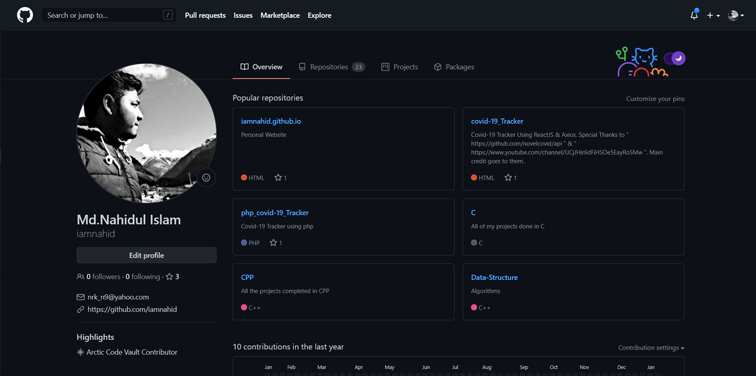 Search or jump to... /
Pull requests Issues Marketplace Explore
Overview Repositories 23 Projects Packages
Popular repositories Customize your pins
iamnahid.github.io
Personal Website
HTML 1
covid-19_Tracker
Covid-19 Tracker Using ReactJS & Axios. Special Thanks to "
https://github.com/novelcovid/api " & "
Main
credit goes to them.
HTML 1
php_covid-19_Tracker
Covid-19 Tracker using php
PHP 1
C
All of my projects done in C
C
CPP
All the projects completed in CPP
C++
Data-Structure
Algorithms
C++
Md.Nahidul Islam
iamnahid
Edit profile
0 followers · 0 following · 3
nrk_n9@yahoo.com
https://github.com/iamnahid
Highlights
Arctic Code Vault Contributor
10 contributions in the last year Contribution settings
Jan Feb Mar Apr May Jun Jul Aug Sep Oct Nov Dec Jan